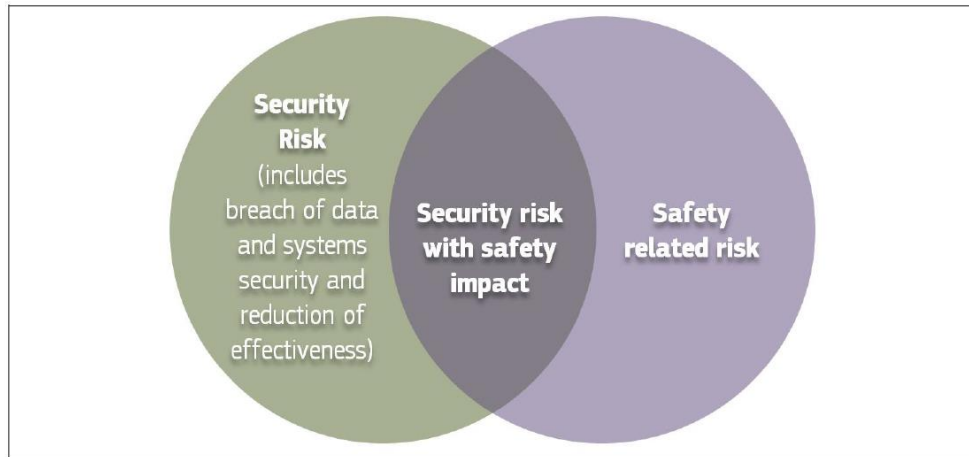 Security
Risk
(includes
breach of data
and systems
security and
reduction of
effectiveness)
Security risk
with safety
impact
Safety
related risk